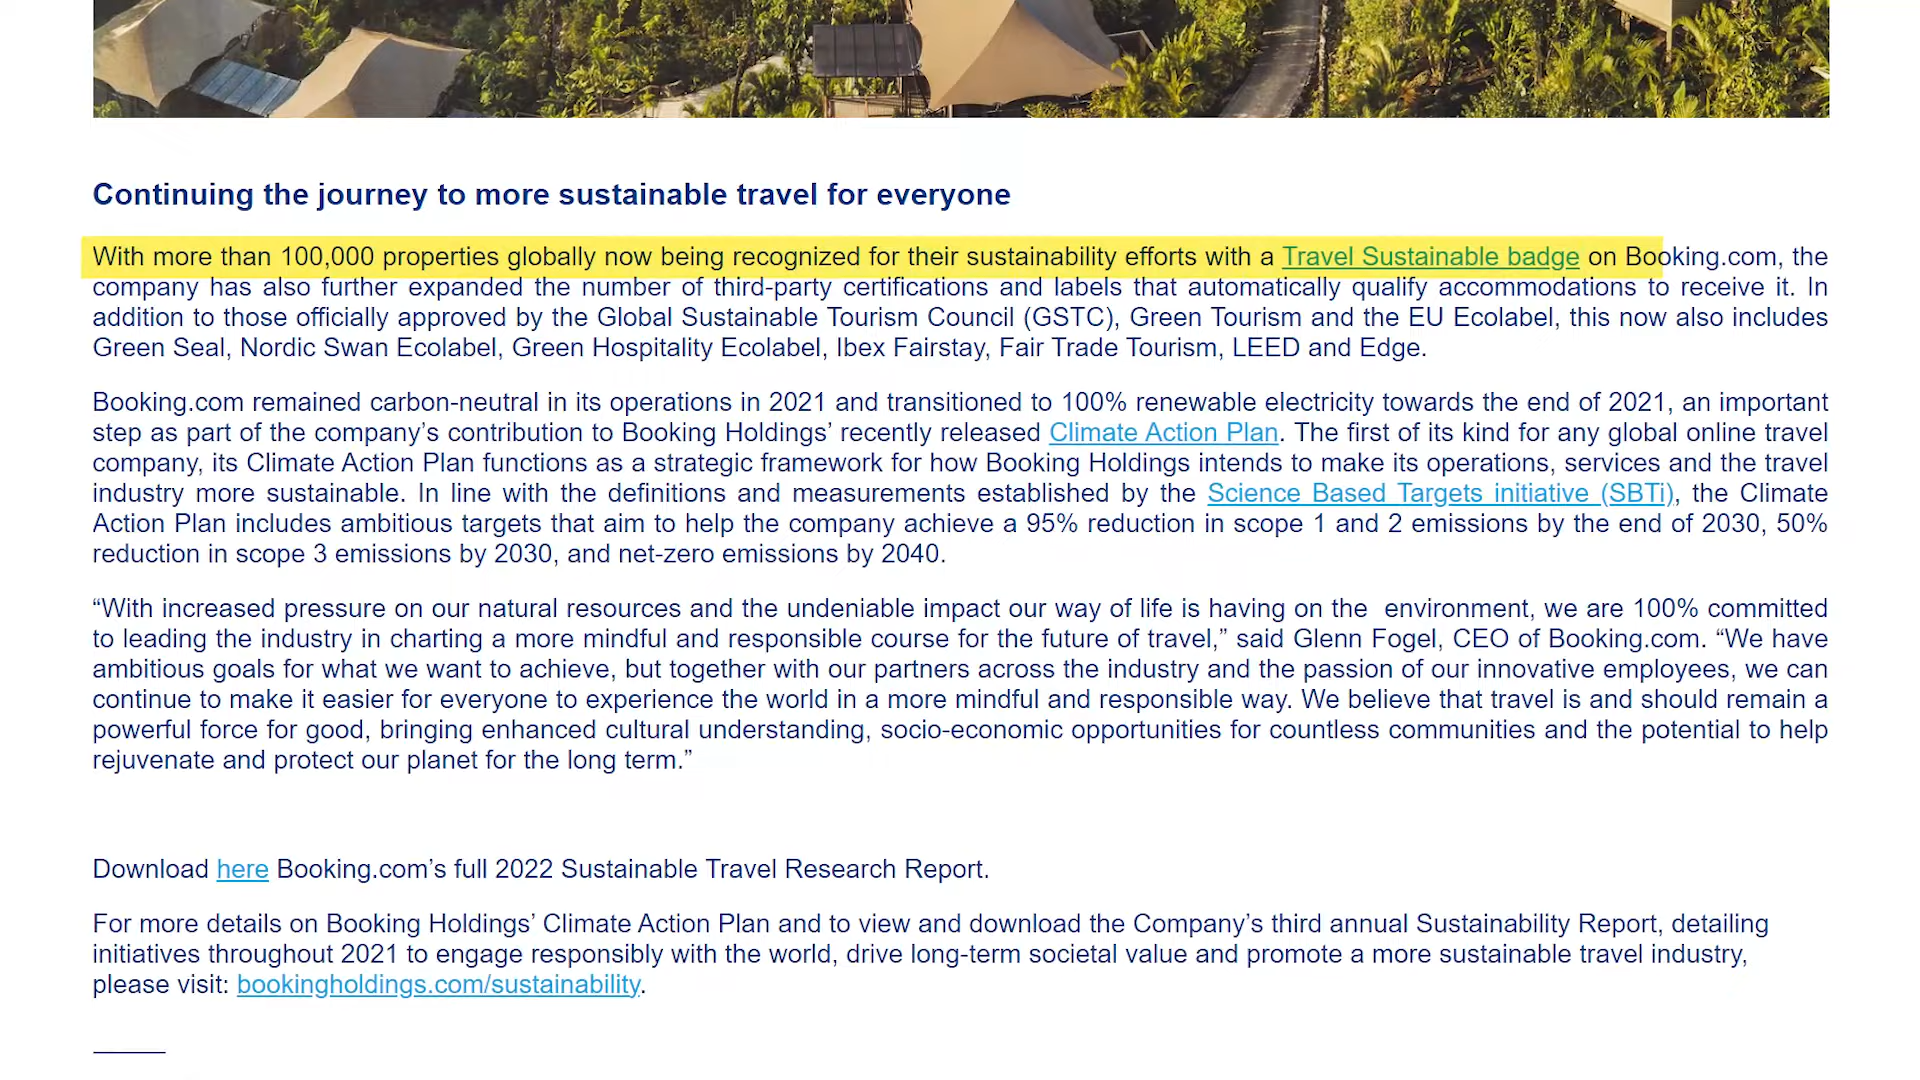 Continuing the journey to more sustainable travel for everyone
With more than 100,000 properties globally now being recognized for their sustainability efforts with a Travel Sustainable badge on Booking.com, the
company has also further expanded the number of third-party certifications and labels that automatically qualify accommodations to receive it. In
addition to those officially approved by the Global Sustainable Tourism Council (GSTC), Green Tourism and the EU Ecolabel, this now also includes
Green Seal, Nordic Swan Ecolabel, Green Hospitality Ecolabel, Ibex Fairstay, Fair Trade Tourism, LEED and Edge.
Booking.com remained carbon-neutral in its operations in 2021 and transitioned to 100% renewable electricity towards the end of 2021, an important
step as part of the company’s contribution to Booking Holdings’ recently released Climate Action Plan. The first of its kind for any global online travel
company, its Climate Action Plan functions as a strategic framework for how Booking Holdings intends to make its operations, services and the travel
industry more sustainable. In line with the definitions and measurements established by the Science Based Targets initiative (SBTi), the Climate
Action Plan includes ambitious targets that aim to help the company achieve a 95% reduction in scope 1 and 2 emissions by the end of 2030, 50%
reduction in scope 3 emissions by 2030, and net-zero emissions by 2040.
“With increased pressure on our natural resources and the undeniable impact our way of life is having on the environment, we are 100% committed
to leading the industry in charting a more mindful and responsible course for the future of travel,” said Glenn Fogel, CEO of Booking.com. “We have
ambitious goals for what we want to achieve, but together with our partners across the industry and the passion of our innovative employees, we can
continue to make it easier for everyone to experience the world in a more mindful and responsible way. We believe that travel is and should remain a
powerful force for good, bringing enhanced cultural understanding, socio-economic opportunities for countless communities and the potential to help
rejuvenate and protect our planet for the long term.”
Download here Booking.com’s full 2022 Sustainable Travel Research Report.
For more details on Booking Holdings’ Climate Action Plan and to view and download the Company’s third annual Sustainability Report, detailing
initiatives throughout 2021 to engage responsibly with the world, drive long-term societal value and promote a more sustainable travel industry,
please visit: bookingholdings.com/sustainability.